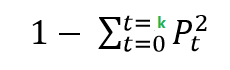 1 − ∑_{t=0}^{t=k} P_t^2